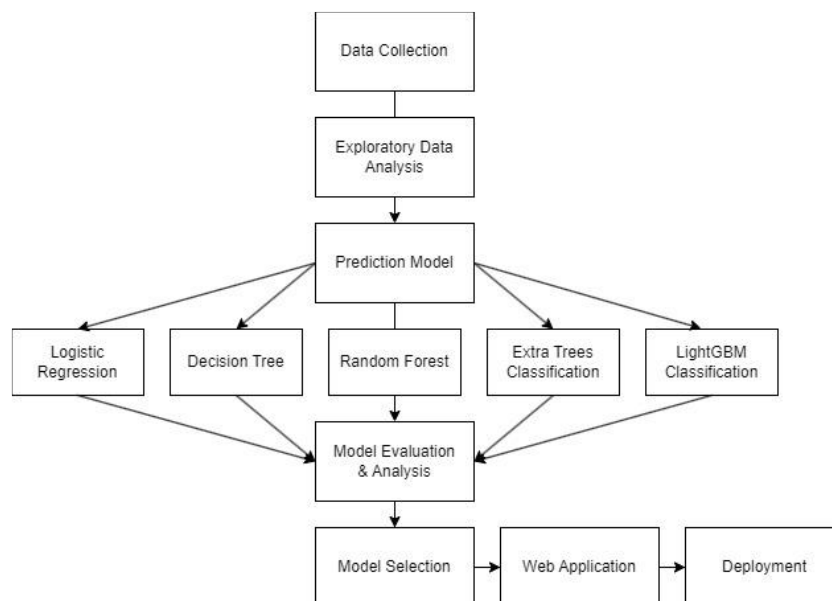 Data Collection
Exploratory Data
Analysis
Prediction Model
Logistic
Regression
Decision Tree
Random Forest
Extra Trees
Classification
LightGBM
Classification
Model Evaluation
& Analysis
Model Selection
Web Application
Deployment